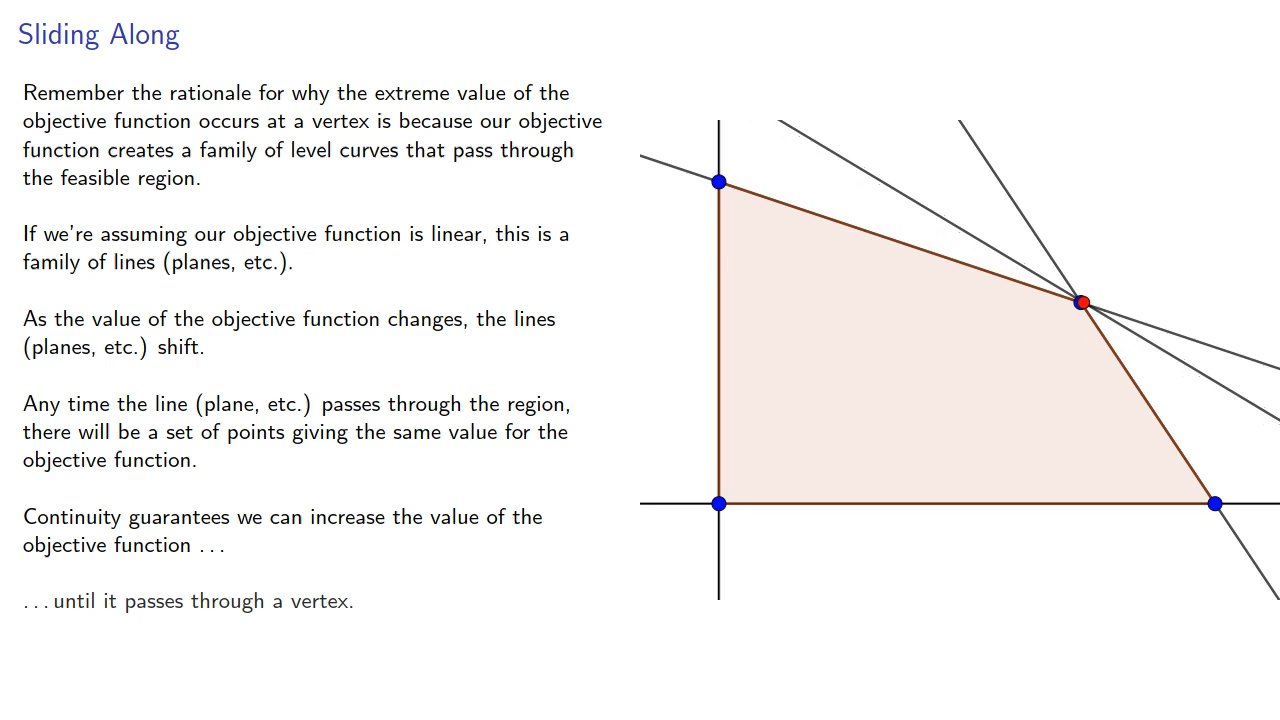 Sliding Along
Remember the rationale for why the extreme value of the
objective function occurs at a vertex is because our objective
function creates a family of level curves that pass through
the feasible region.
If we're assuming our objective function is linear, this is a
family of lines (planes, etc.).
As the value of the objective function changes, the lines
(planes, etc.) shift.
Any time the line (plane, etc.) passes through the region,
there will be a set of points giving the same value for the
objective function.
Continuity guarantees we can increase the value of the
objective function ...
...until it passes through a vertex.